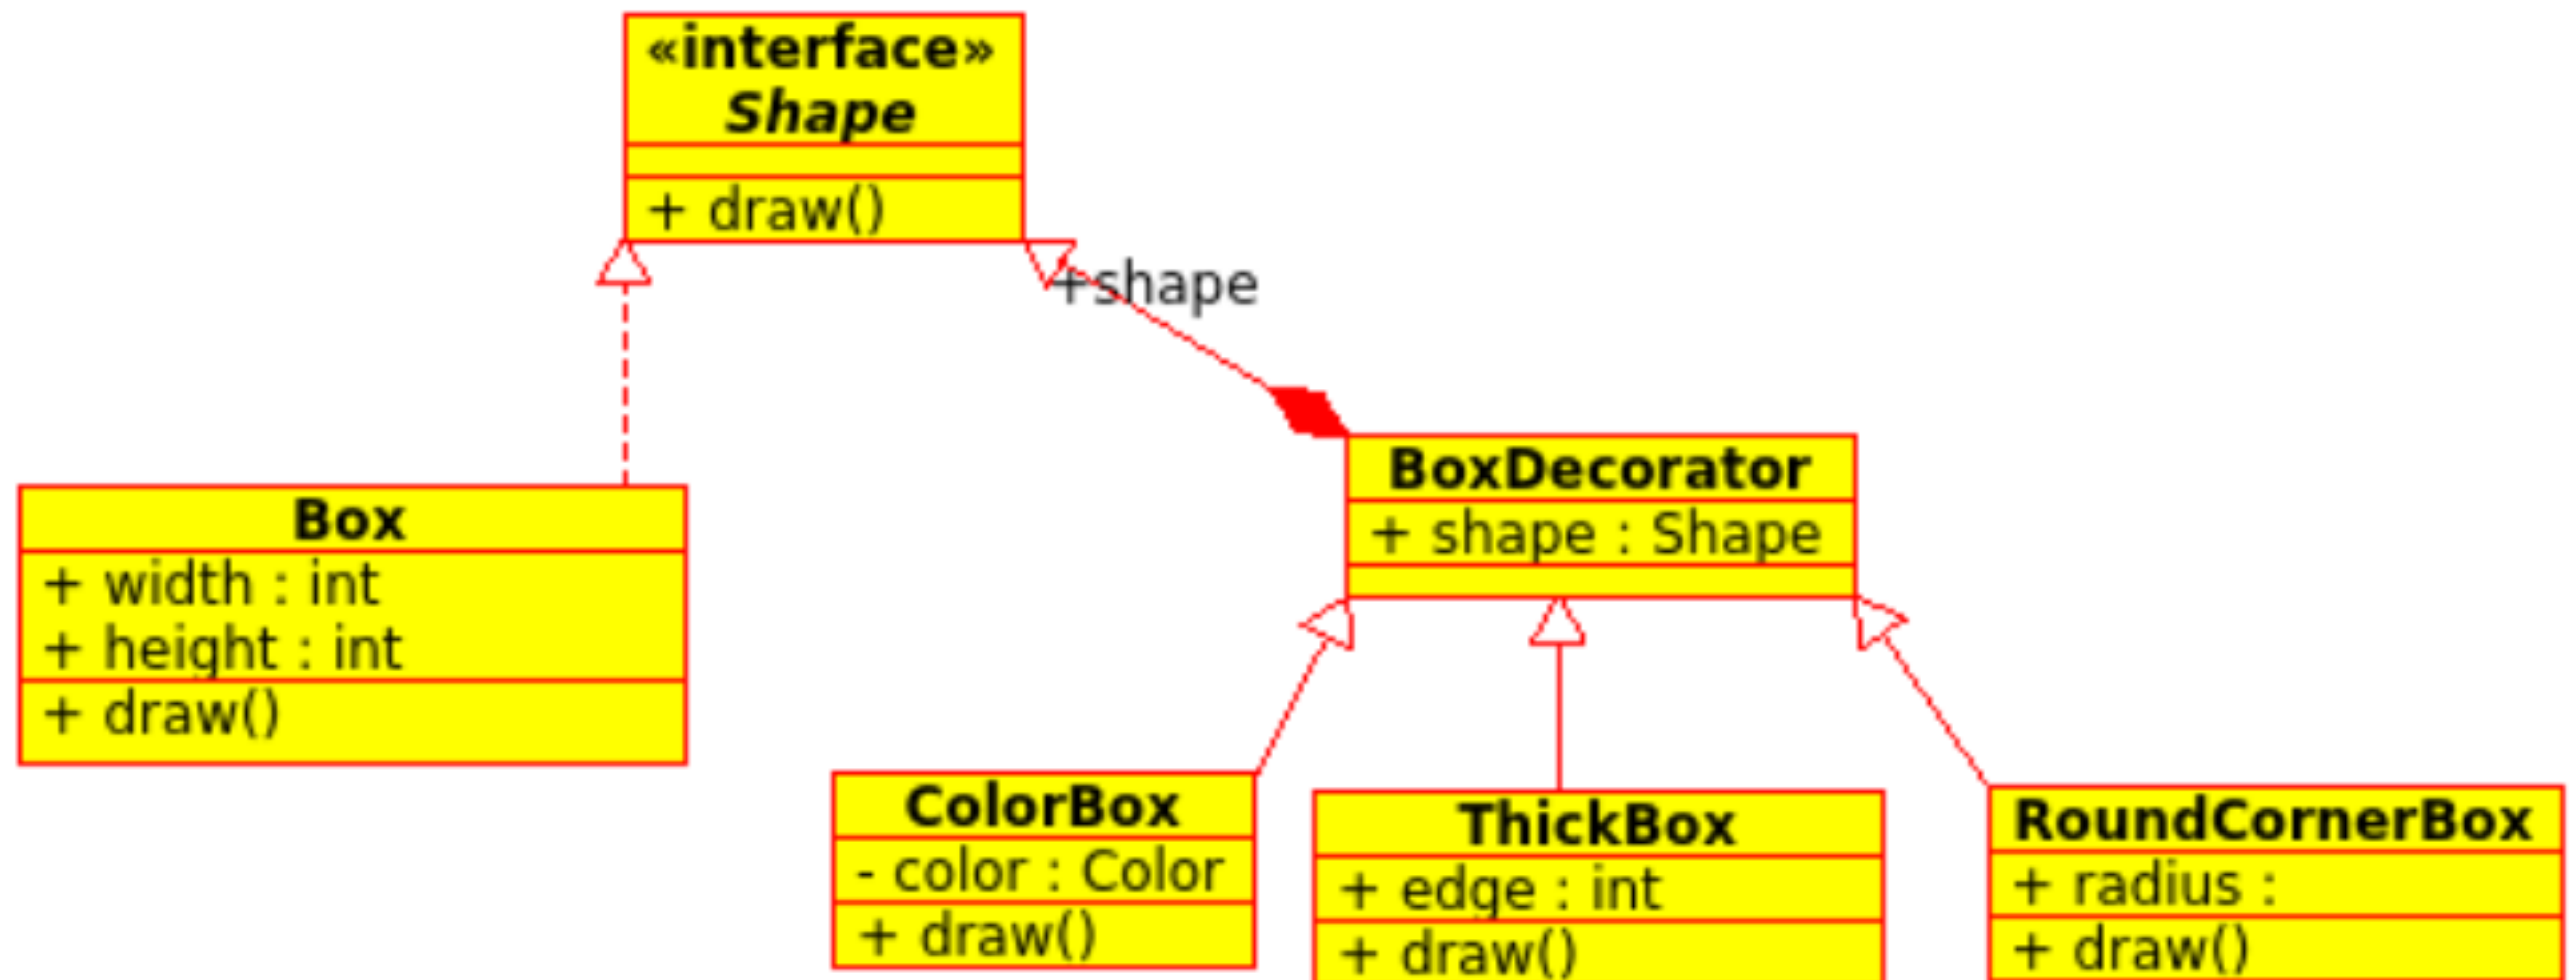 «interface»
Shape
+ draw()
+shape
Box
+ width : int
+ height : int
+ draw()
BoxDecorator
+ shape : Shape
ColorBox
- color : Color
+ draw()
ThickBox
+ edge : int
+ draw()
RoundCornerBox
+ radius :
+ draw()